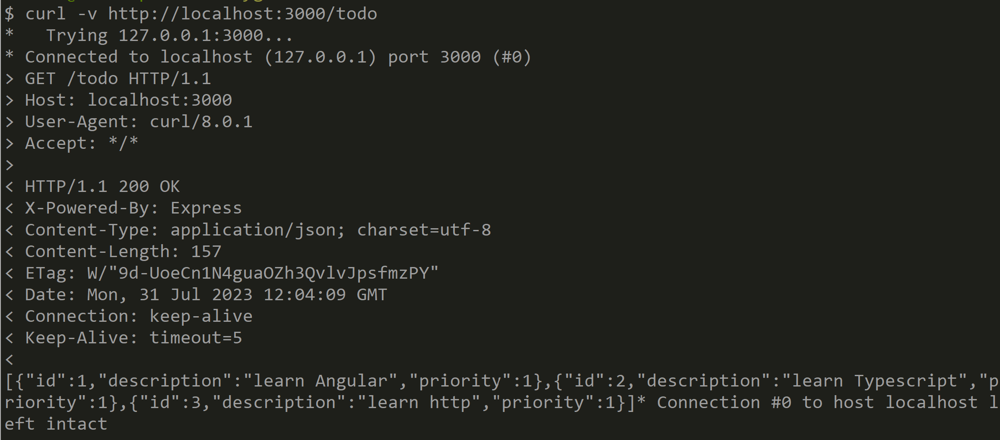 $ curl -v http://localhost:3000/todo
*   Trying 127.0.0.1:3000...
* Connected to localhost (127.0.0.1) port 3000 (#0)
> GET /todo HTTP/1.1
> Host: localhost:3000
> User-Agent: curl/8.0.1
> Accept: */*
>
< HTTP/1.1 200 OK
< X-Powered-By: Express
< Content-Type: application/json; charset=utf-8
< Content-Length: 157
< ETag: W/"9d-UoeCn1N4guaOZh3QvlvJpsfmzPY"
< Date: Mon, 31 Jul 2023 12:04:09 GMT
< Connection: keep-alive
< Keep-Alive: timeout=5
<
[{"id":1,"description":"learn Angular","priority":1},{"id":2,"description":"learn Typescript","p
riority":1},{"id":3,"description":"learn http","priority":1}]* Connection #0 to host localhost l
eft intact